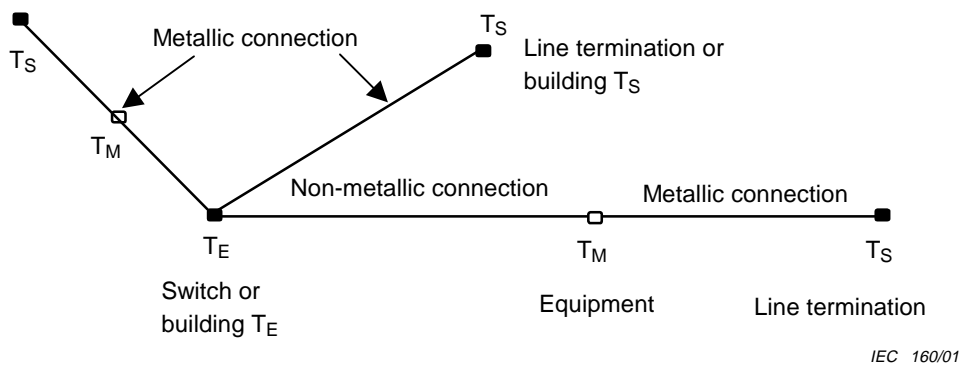 T_S
Metallic connection
T_S
Line termination or
building T_S
T_M
Non-metallic connection
Metallic connection
T_E
T_M
T_S
Switch or
building T_E
Equipment
Line termination
IEC 160/01